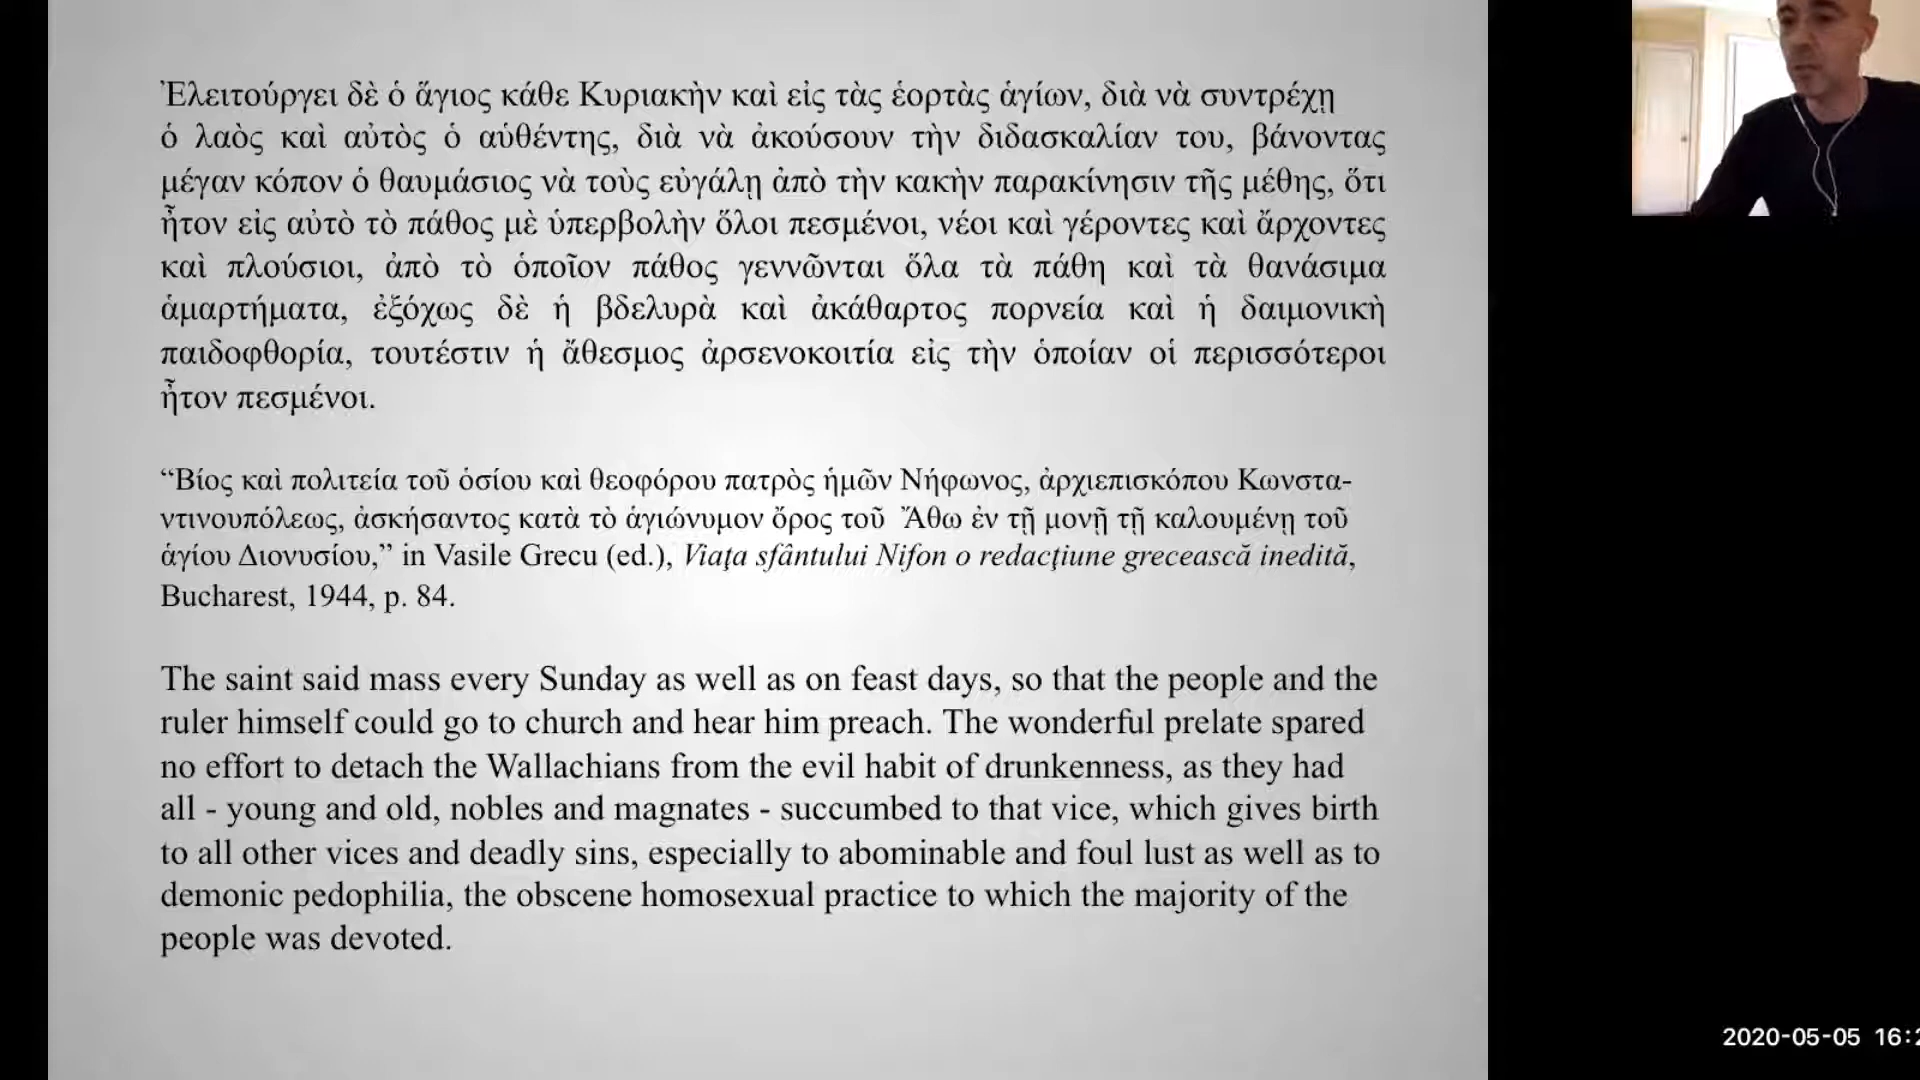 Ἐλειτούργει δὲ ὁ ἅγιος κάθε Κυριακὴν καὶ εἰς τὰς ἑορτὰς ἁγίων, διὰ νὰ συντρέχῃ
ὁ λαὸς καὶ αὐτὸς ὁ αὐθέντης, διὰ νὰ ἀκούσουν τὴν διδασκαλίαν του, βάνοντας
μέγαν κόπον ὁ θαυμάσιος νὰ τοὺς εὐγάλῃ ἀπὸ τὴν κακὴν παρακίνησιν τῆς μέθης, ὅτι
ἦτον εἰς αὐτὸ τὸ πάθος μὲ ὑπερβολὴν ὅλοι πεσμένοι, νέοι καὶ γέροντες καὶ ἄρχοντες
καὶ πλούσιοι, ἀπὸ τὸ ὁποῖον πάθος γεννῶνται ὅλα τὰ πάθη καὶ τὰ θανάσιμα
ἁμαρτήματα, ἐξόχως δὲ ἡ βδελυρὰ καὶ ἀκάθαρτος πορνεία καὶ ἡ δαιμονικὴ
παιδοφθορία, τουτέστιν ἡ ἄθεσμος ἀρσενοκοιτία εἰς τὴν ὁποίαν οἱ περισσότεροι
ἦτον πεσμένοι.
“Βίος καὶ πολιτεία τοῦ ὁσίου καὶ θεοφόρου πατρὸς ἡμῶν Νήφωνος, ἀρχιεπισκόπου Κωνστα-
ντινουπόλεως, ἀσκήσαντος κατὰ τὸ ἁγιώνυμον ὄρος τοῦ Ἄθω ἐν τῇ μονῇ τῇ καλουμένῃ τοῦ
ἁγίου Διονυσίου,” in Vasile Grecu (ed.), Viaţa sfântului Nifon o redacţiune grecească inedită,
Bucharest, 1944, p. 84.
The saint said mass every Sunday as well as on feast days, so that the people and the
ruler himself could go to church and hear him preach. The wonderful prelate spared
no effort to detach the Wallachians from the evil habit of drunkenness, as they had
all - young and old, nobles and magnates - succumbed to that vice, which gives birth
to all other vices and deadly sins, especially to abominable and foul lust as well as to
demonic pedophilia, the obscene homosexual practice to which the majority of the
people was devoted.
2020-05-05 16:2